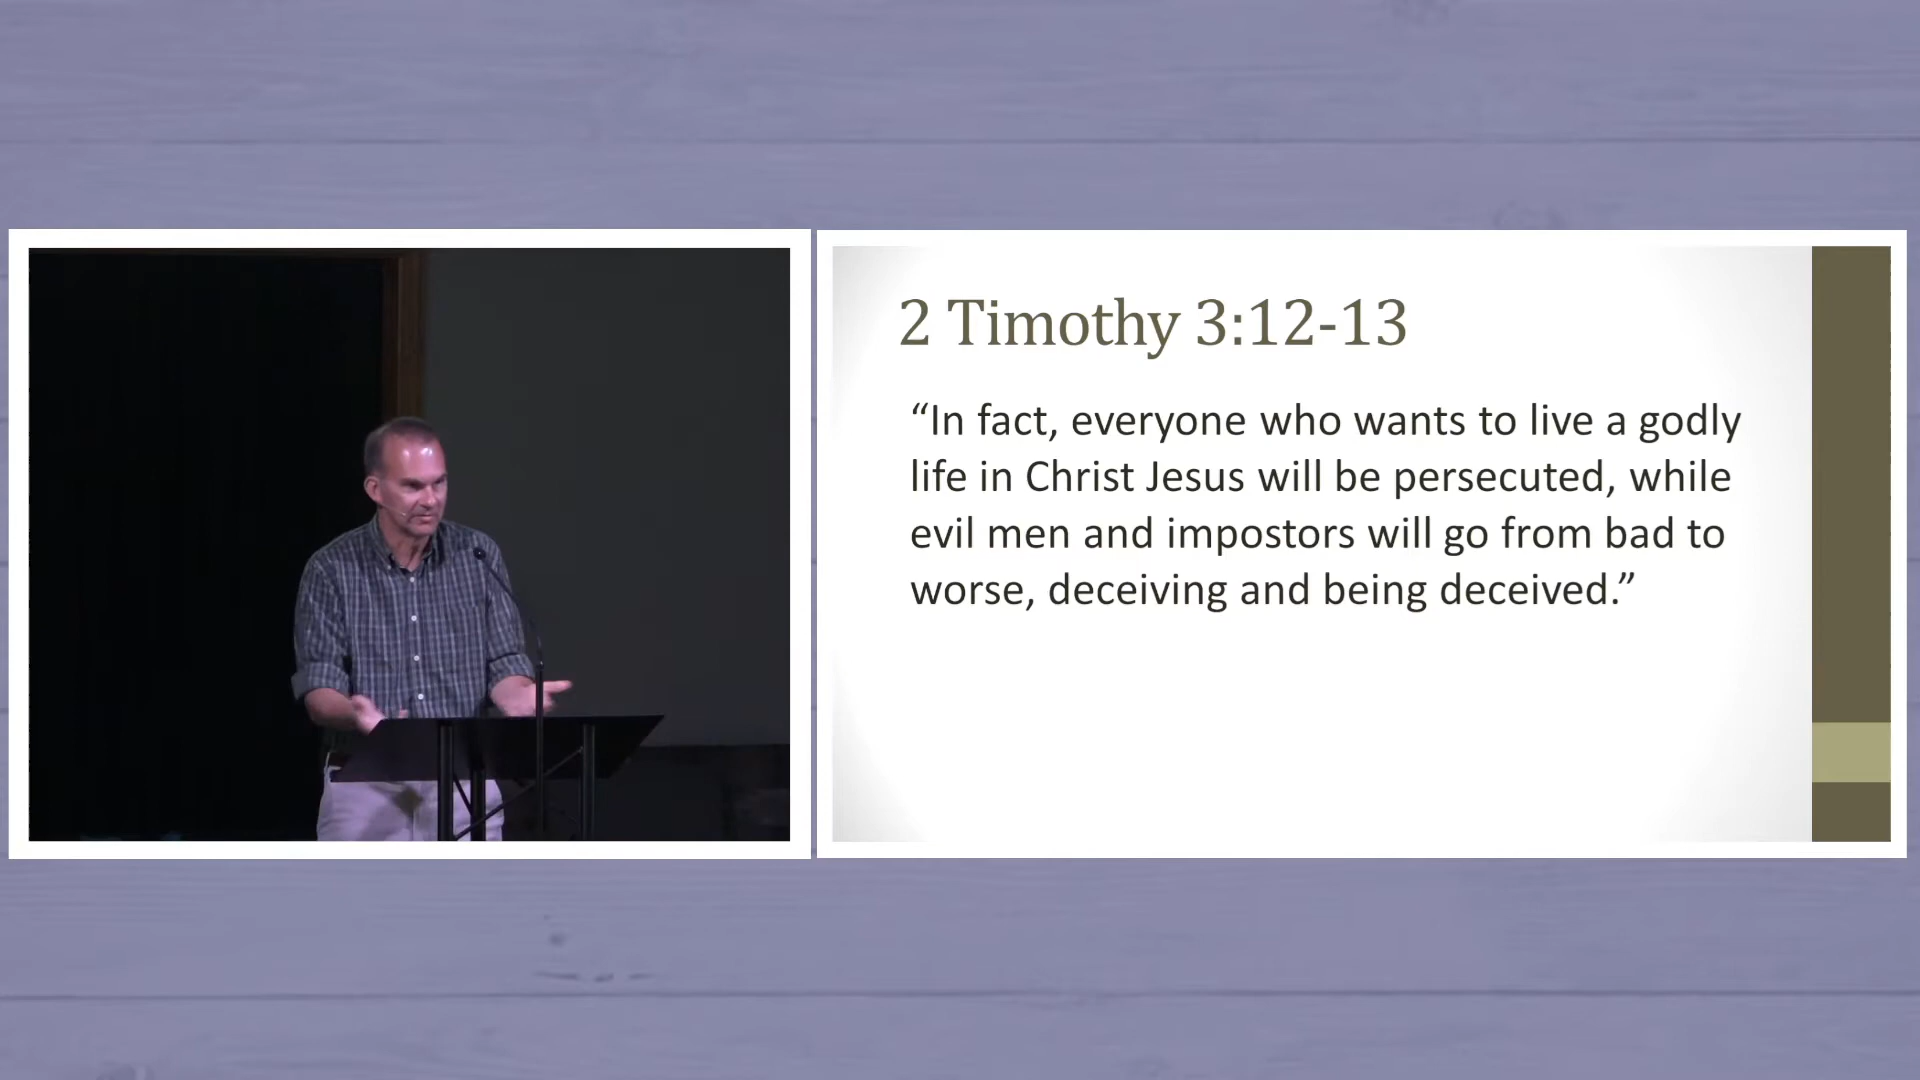 2 Timothy 3:12-13
“In fact, everyone who wants to live a godly
life in Christ Jesus will be persecuted, while
evil men and impostors will go from bad to
worse, deceiving and being deceived.”